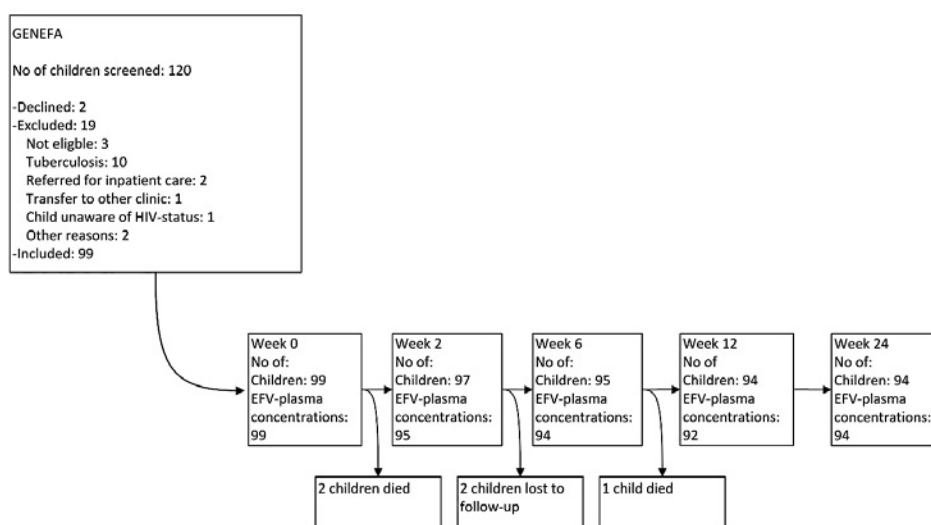 GENEFA
No of children screened: 120
-Declined: 2
-Excluded: 19
Not eligble: 3
Tuberculosis: 10
Referred for inpatient care: 2
Transfer to other clinic: 1
Child unaware of HIV-status: 1
Other reasons: 2
-Included: 99
Week 0
No of:
Children: 99
EFV-plasma
concentrations:
99
Week 2
No of:
Children: 97
EFV-plasma
concentrations:
95
Week 6
No of:
Children: 95
EFV-plasma
concentrations:
94
Week 12
No of
Children: 94
EFV-plasma
concentrations:
92
Week 24
No of:
Children: 94
EFV-plasma
concentrations:
94
2 children died
2 children lost to
follow-up
1 child died